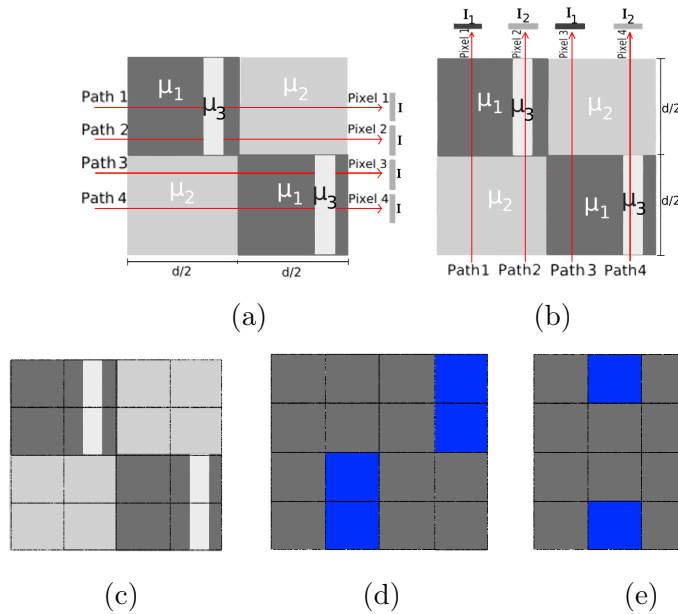 I₁ I₂ I₁ I₂
Pixel 1 Pixel 2 Pixel 3 Pixel 4
μ₁ μ₂
Path 1 μ₃ Pixel 1 I
Path 2 Pixel 2 I
Path 3 Pixel 3 I
Path 4 μ₂ μ₁ μ₃ Pixel 4 I
d/2 d/2
μ₁ μ₃ μ₂ d/2
μ₂ μ₁ μ₃ d/2
Path1 Path2 Path3 Path4
(a) (b)
(c) (d) (e)